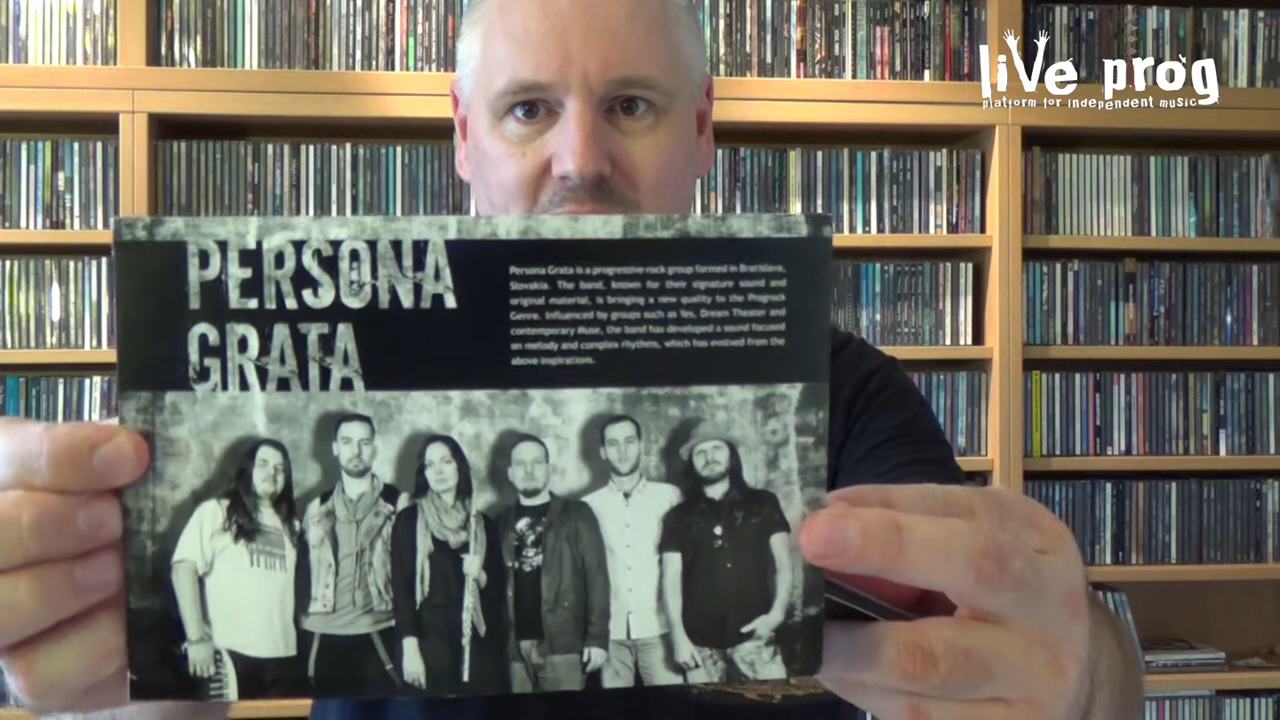 live prog
platform for independent music
PERSONA
GRATA
Persona Grata is a progressive rock group formed in Bratislava,
Slovakia. The band, known for their signature sound and
original material, is bringing a new quality to the Progrock
Genre. Influenced by groups such as Yes, Dream Theater and
contemporary Muse, the band has developed a sound focused
on melody and complex rhythms, which has evolved from the
above inspirations.